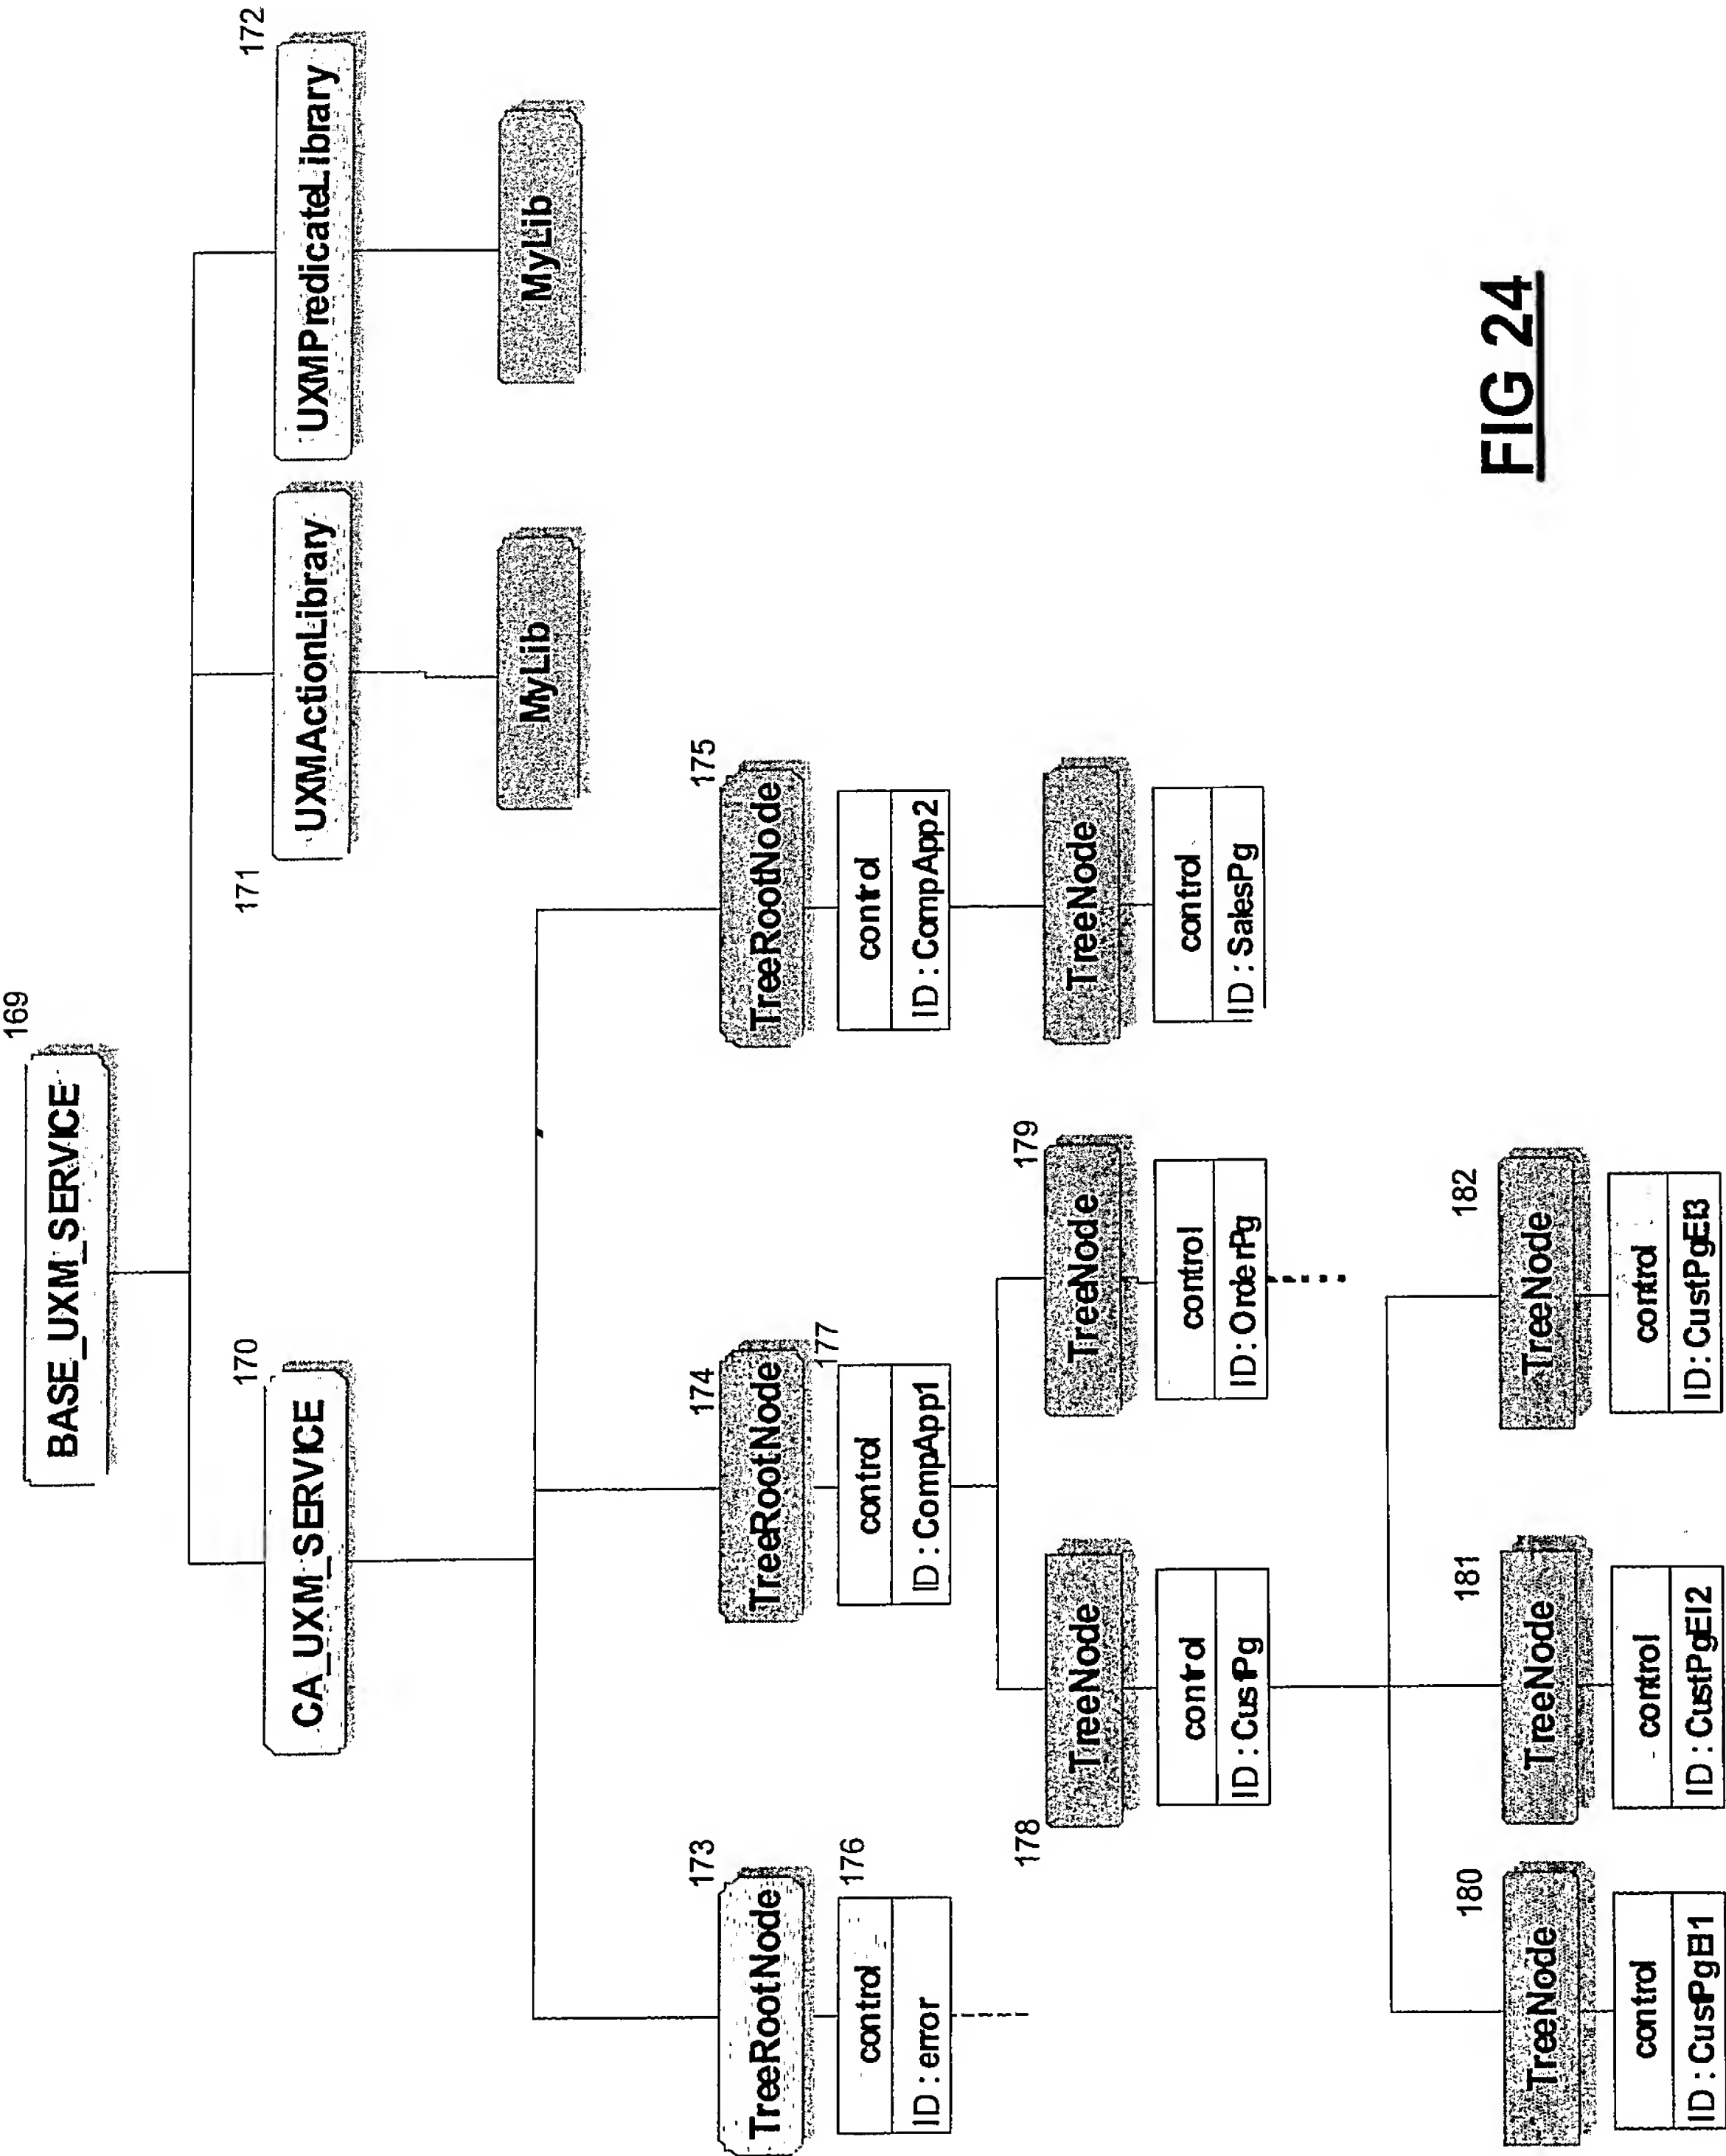 169
BASE_UXM_SERVICE
170
CA_UXM_SERVICE
171
UXMActionLibrary
172
UXMPredicateLibrary
MyLib
MyLib
173
TreeRootNode
176
control
ID : error
174
TreeRootNode
177
control
ID : CompApp1
175
TreeRootNode
control
ID : CompApp2
178
TreeNode
control
ID : CustPg
179
TreeNode
control
ID : OrderPg
TreeNode
control
ID : SalesPg
180
TreeNode
control
ID : CusPgEl1
181
TreeNode
control
ID : CustPgEl2
182
TreeNode
control
ID : CustPgEl3
FIG 24